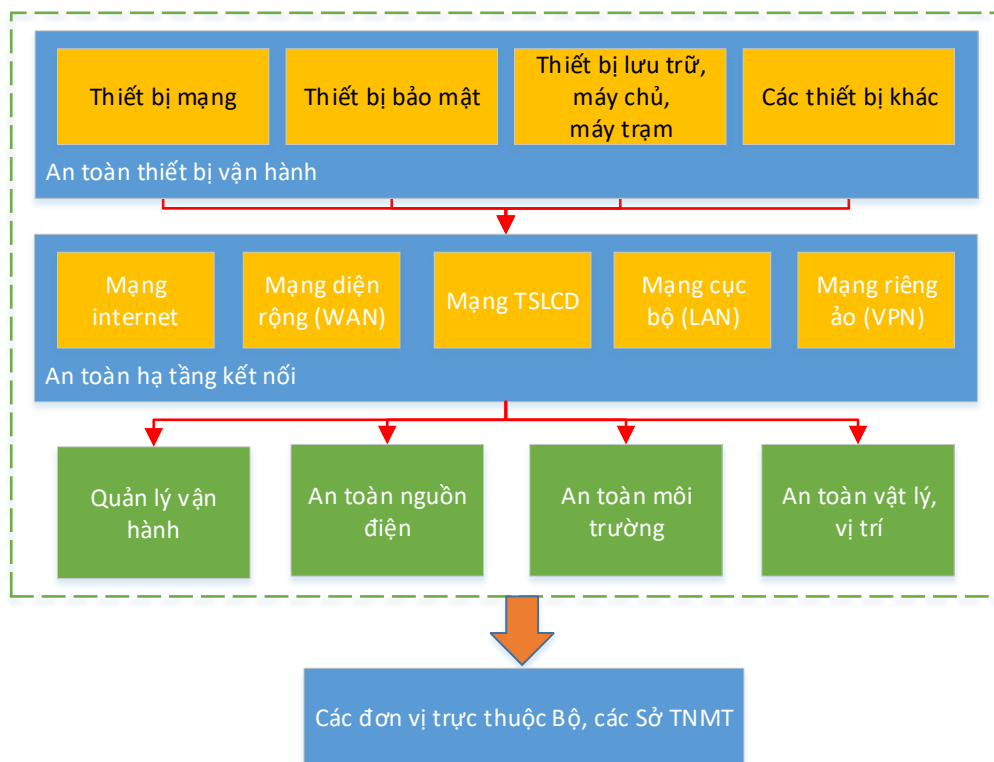 Thiết bị mạng
Thiết bị bảo mật
Thiết bị lưu trữ,
máy chủ,
máy trạm
Các thiết bị khác
An toàn thiết bị vận hành
Mạng
internet
Mạng diện
rộng (WAN)
Mạng TSLCD
Mạng cục
bộ (LAN)
Mạng riêng
ảo (VPN)
An toàn hạ tầng kết nối
Quản lý vận
hành
An toàn nguồn
điện
An toàn môi
trường
An toàn vật lý,
vị trí
Các đơn vị trực thuộc Bộ, các Sở TNMT